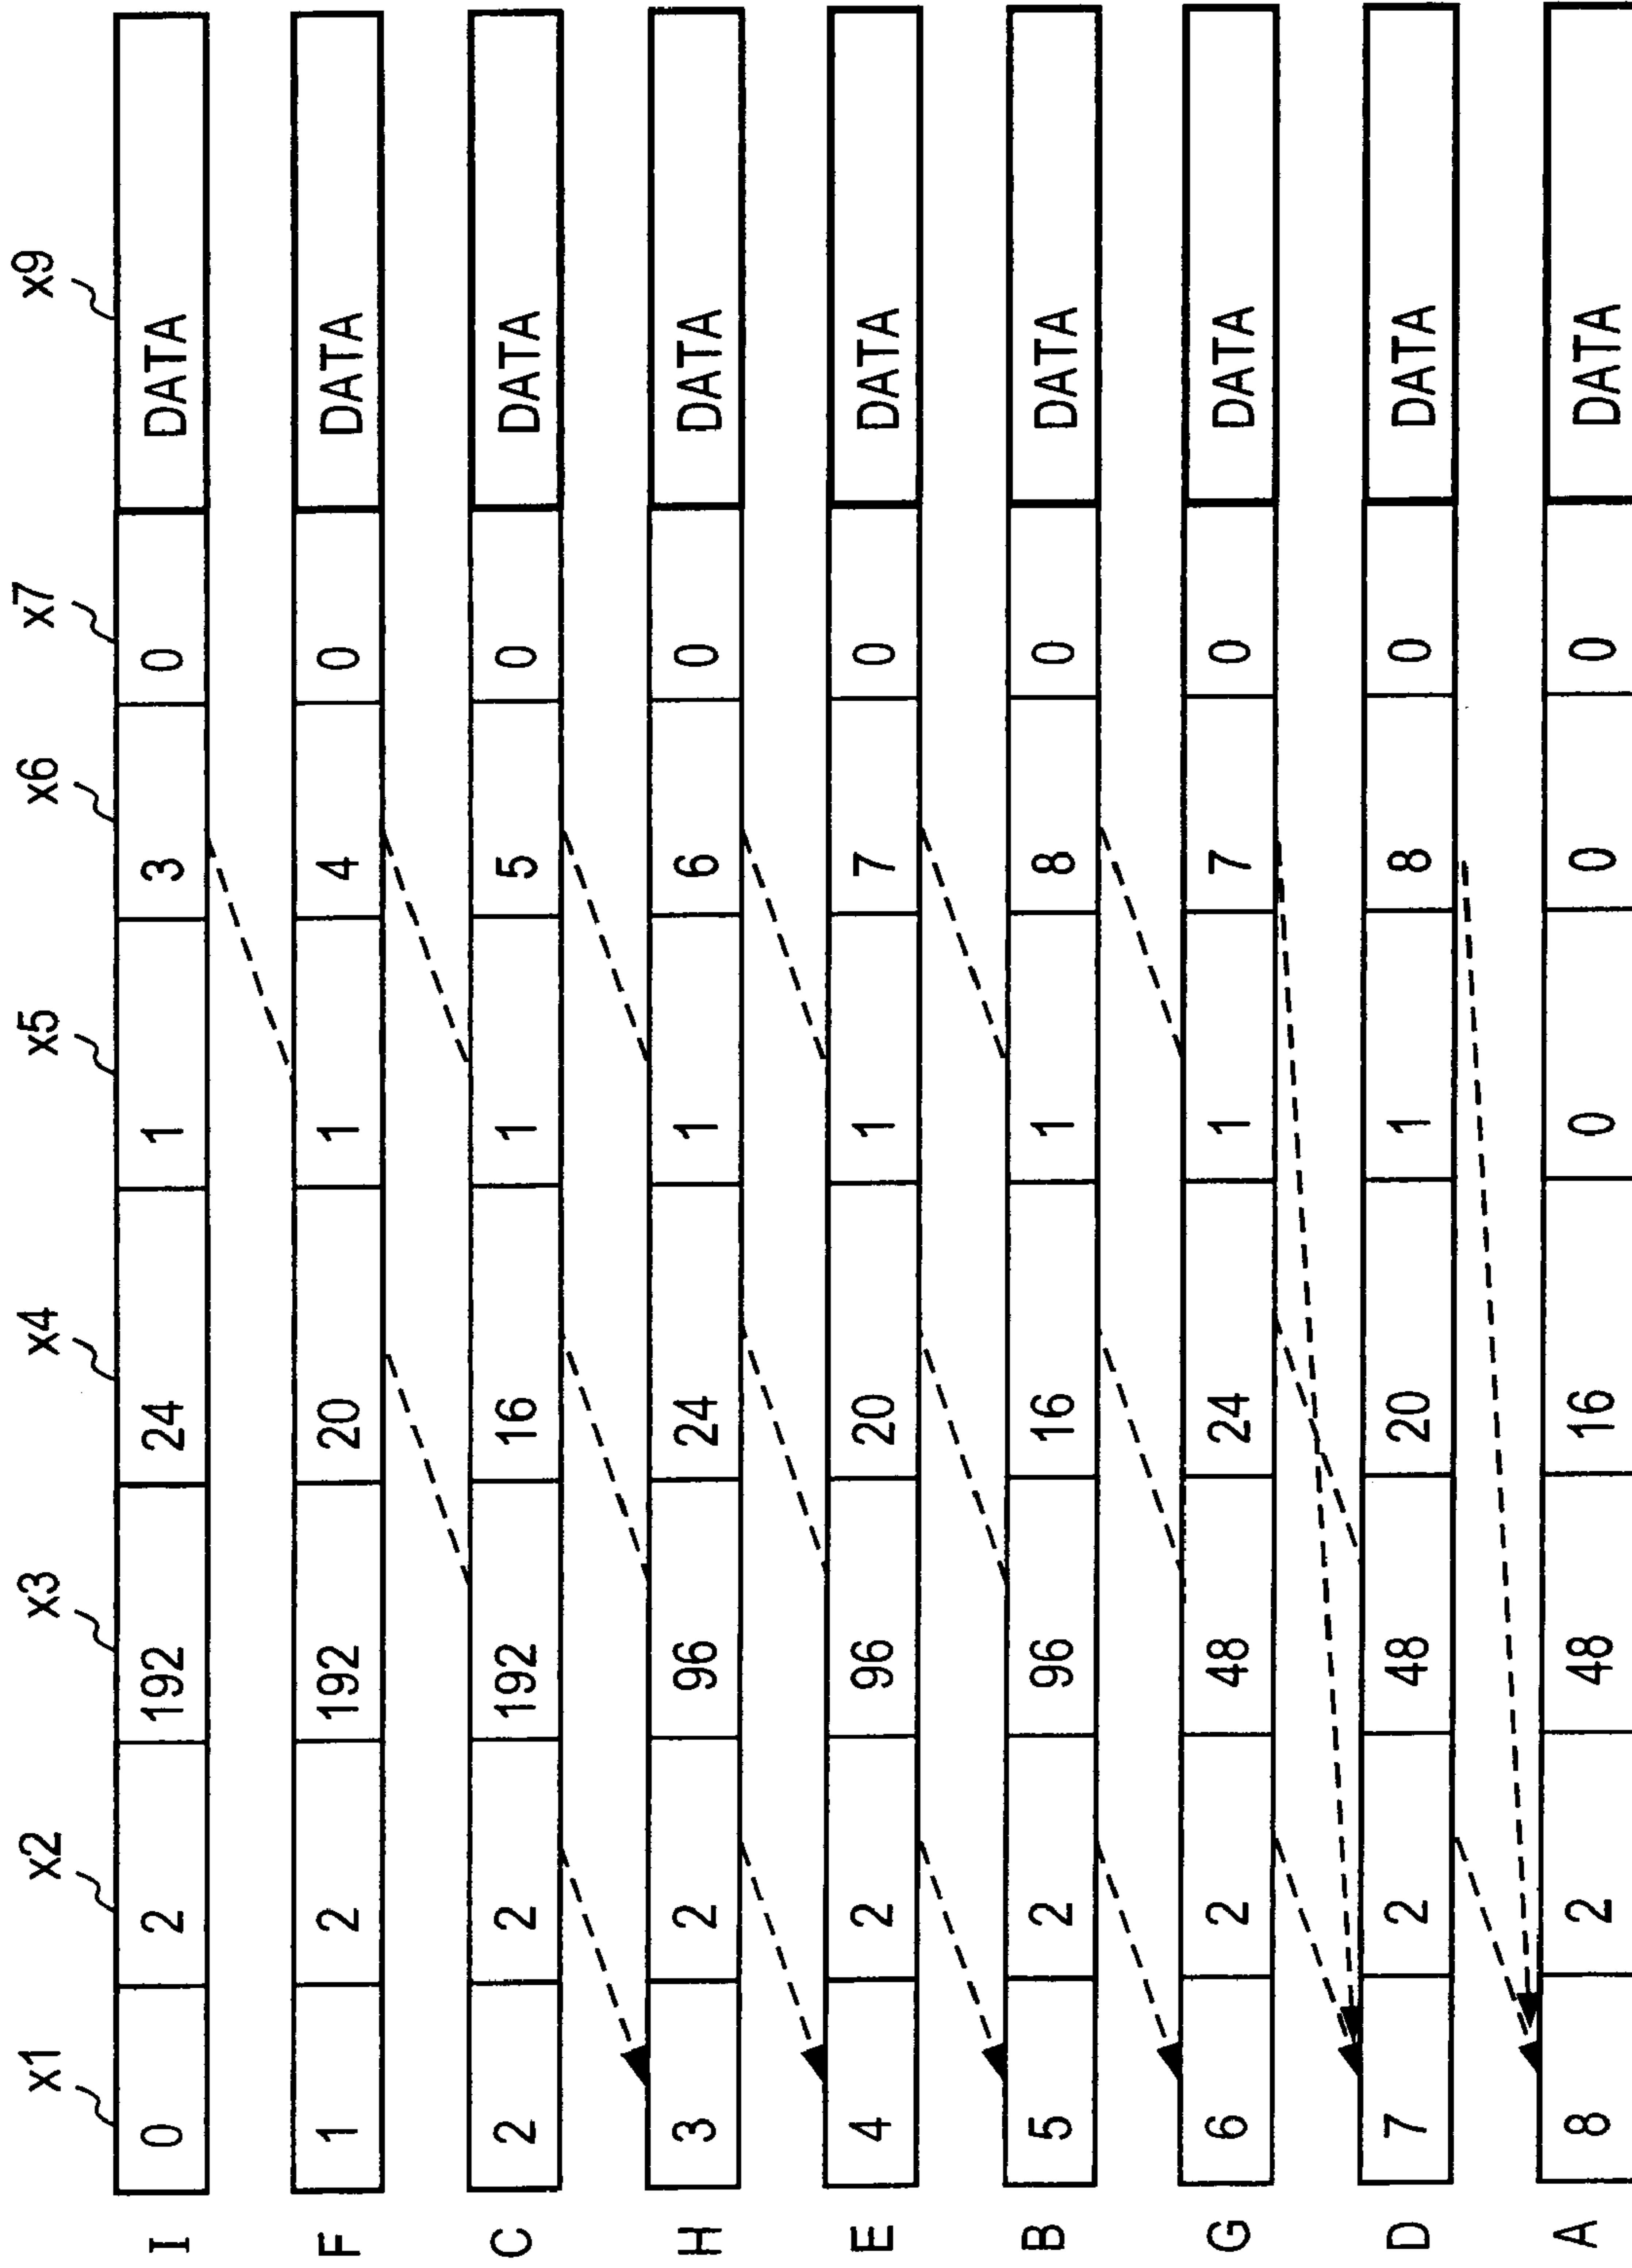 x1 x2 x3 x4 x5 x6 x7 x9
I 0 2 192 24 1 3 0 DATA
F 1 2 192 20 1 4 0 DATA
C 2 2 192 16 1 5 0 DATA
H 3 2 96 24 1 6 0 DATA
E 4 2 96 20 1 7 0 DATA
B 5 2 96 16 1 8 0 DATA
G 6 2 48 24 1 7 0 DATA
D 7 2 48 20 1 8 0 DATA
A 8 2 48 16 0 0 0 DATA